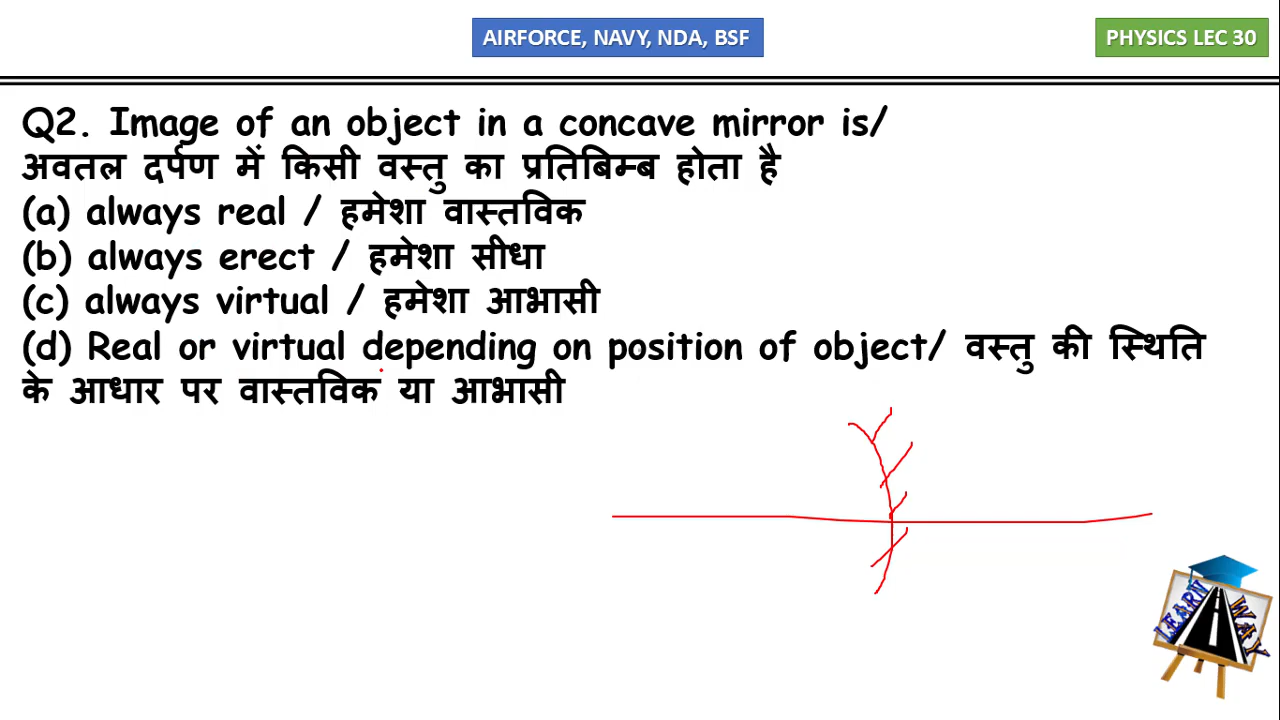 AIRFORCE, NAVY, NDA, BSF
PHYSICS LEC 30
Q2. Image of an object in a concave mirror is/
अवतल दर्पण में किसी वस्तु का प्रतिबिम्ब होता है
(a) always real / हमेशा वास्तविक
(b) always erect / हमेशा सीधा
(c) always virtual / हमेशा आभासी
(d) Real or virtual depending on position of object/ वस्तु की स्थिति
के आधार पर वास्तविक या आभासी
LEARN WAY